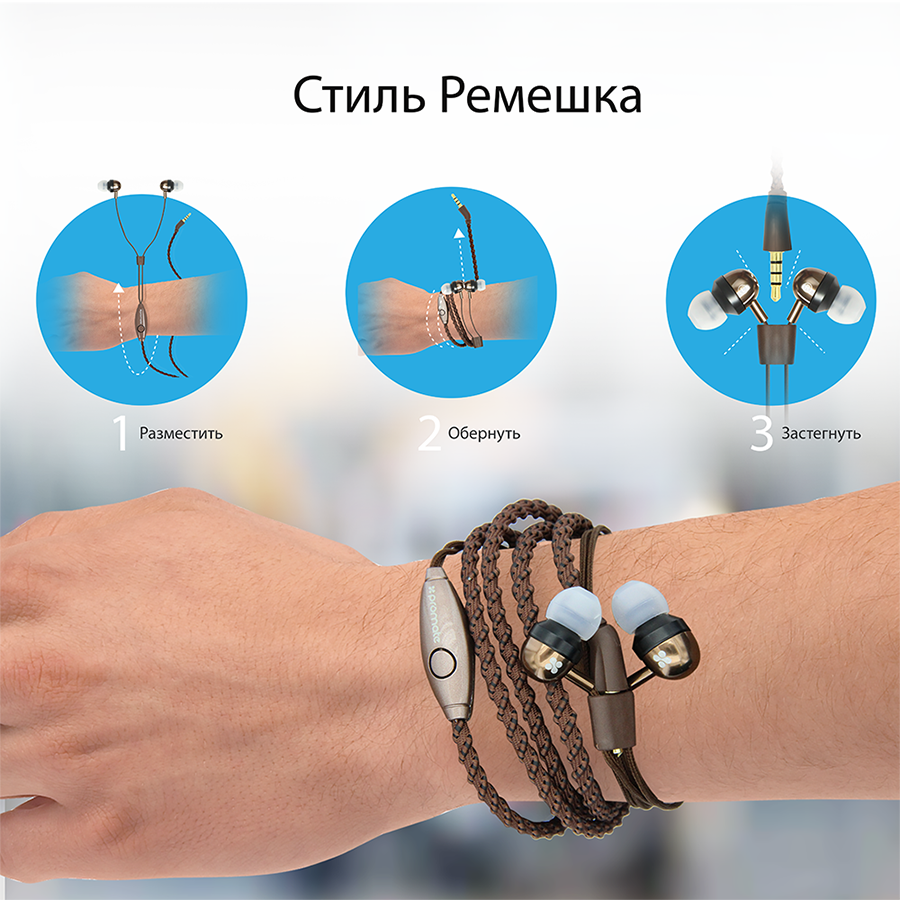 Стиль Ремешка
1 Разместить
2 Обернуть
3 Застегнуть
promate